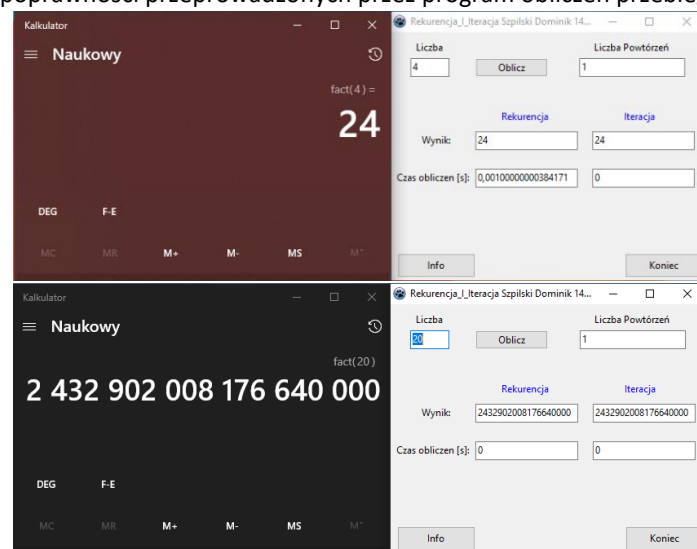 poprawności przeprowadzonych przez program obliczeń przebie
Kalkulator
Naukowy
fact( 4 ) =
24
DEG F-E
MC MR M+ M- MS M˅
Rekurencja_I_Iteracja Szpilski Dominik 14...
Liczba Liczba Powtórzeń
4 Oblicz 1
Rekurencja Iteracja
Wynik: 24 24
Czas obliczen [s]: 0,00100000000384171 0
Info Koniec
Kalkulator
Naukowy
fact( 20 )
2 432 902 008 176 640 000
DEG F-E
MC MR M+ M- MS M˅
Rekurencja_I_Iteracja Szpilski Dominik 14...
Liczba Liczba Powtórzeń
20 Oblicz 1
Rekurencja Iteracja
Wynik: 2432902008176640000 2432902008176640000
Czas obliczen [s]: 0 0
Info Koniec